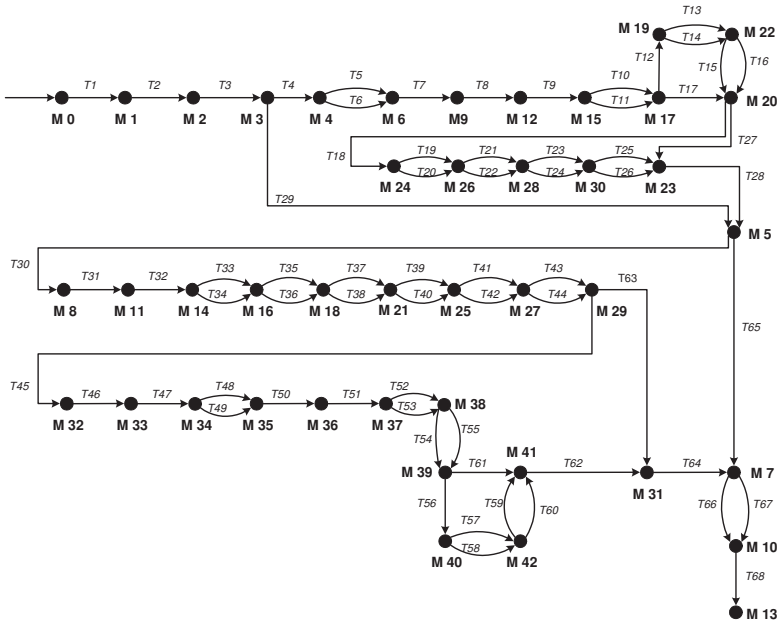 T13
M 19 M 22
T14
T1 T2 T3 T4 T5 T7 T8 T9 T10 T12 T15 T16
T6 T11 T17
M 0 M 1 M 2 M 3 M 4 M 6 M9 M 12 M 15 M 17 M 20
T27
T18 T19 T21 T23 T25 T28
T20 T22 T24 T26
M 24 M 26 M 28 M 30 M 23
T29
M 5
T30 T31 T32 T33 T35 T37 T39 T41 T43 T63
T34 T36 T38 T40 T42 T44
M 8 M 11 M 14 M 16 M 18 M 21 M 25 M 27 M 29
T65
T45 T46 T47 T48 T50 T51 T52
T49 T53 M 38
M 32 M 33 M 34 M 35 M 36 M 37
T54 T55 M 41
M 39 T61 T62 T64 M 7
M 31
T56 T59 T60 T66 T67
T57
T58 M 10
M 40 M 42
T68
M 13